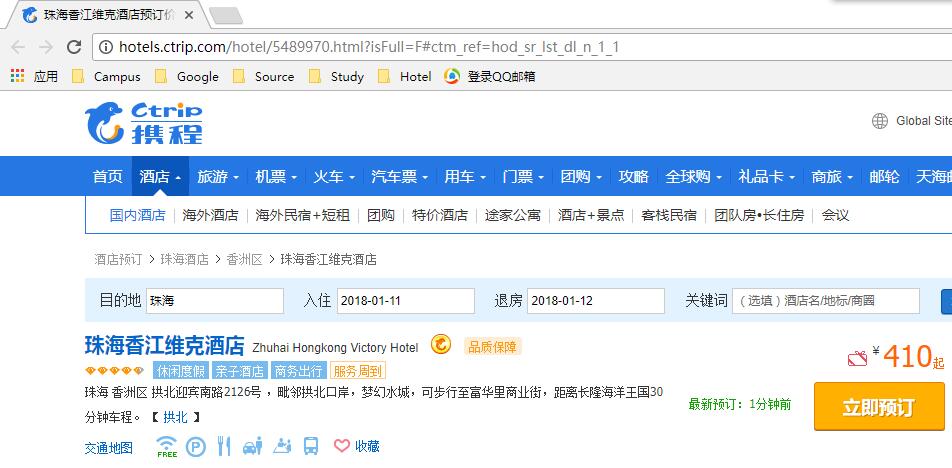 珠海香江维克酒店预订价
hotels.ctrip.com/hotel/5489970.html?isFull=F#ctm_ref=hod_sr_lst_dl_n_1_1
应用 Campus Google Source Study Hotel 登录QQ邮箱
Ctrip
携程
Global Site
首页 酒店 旅游 机票 火车 汽车票 用车 门票 团购 攻略 全球购 礼品卡 商旅 邮轮 天海邮
国内酒店 海外酒店 海外民宿+短租 团购 特价酒店 途家公寓 酒店+景点 客栈民宿 团队房•长住房 会议
酒店预订 > 珠海酒店 > 香洲区 > 珠海香江维克酒店
目的地 珠海 入住 2018-01-11 退房 2018-01-12 关键词 (选填)酒店名/地标/商圈
珠海香江维克酒店 Zhuhai Hongkong Victory Hotel 品质保障
¥410起
休闲度假 亲子酒店 商务出行 服务周到
珠海 香洲区 拱北迎宾南路2126号 ,毗邻拱北口岸,梦幻水城,可步行至富华里商业街,距离长隆海洋王国30
分钟车程。【 拱北 】
最新预订:1分钟前
立即预订
交通地图 FREE P 收藏